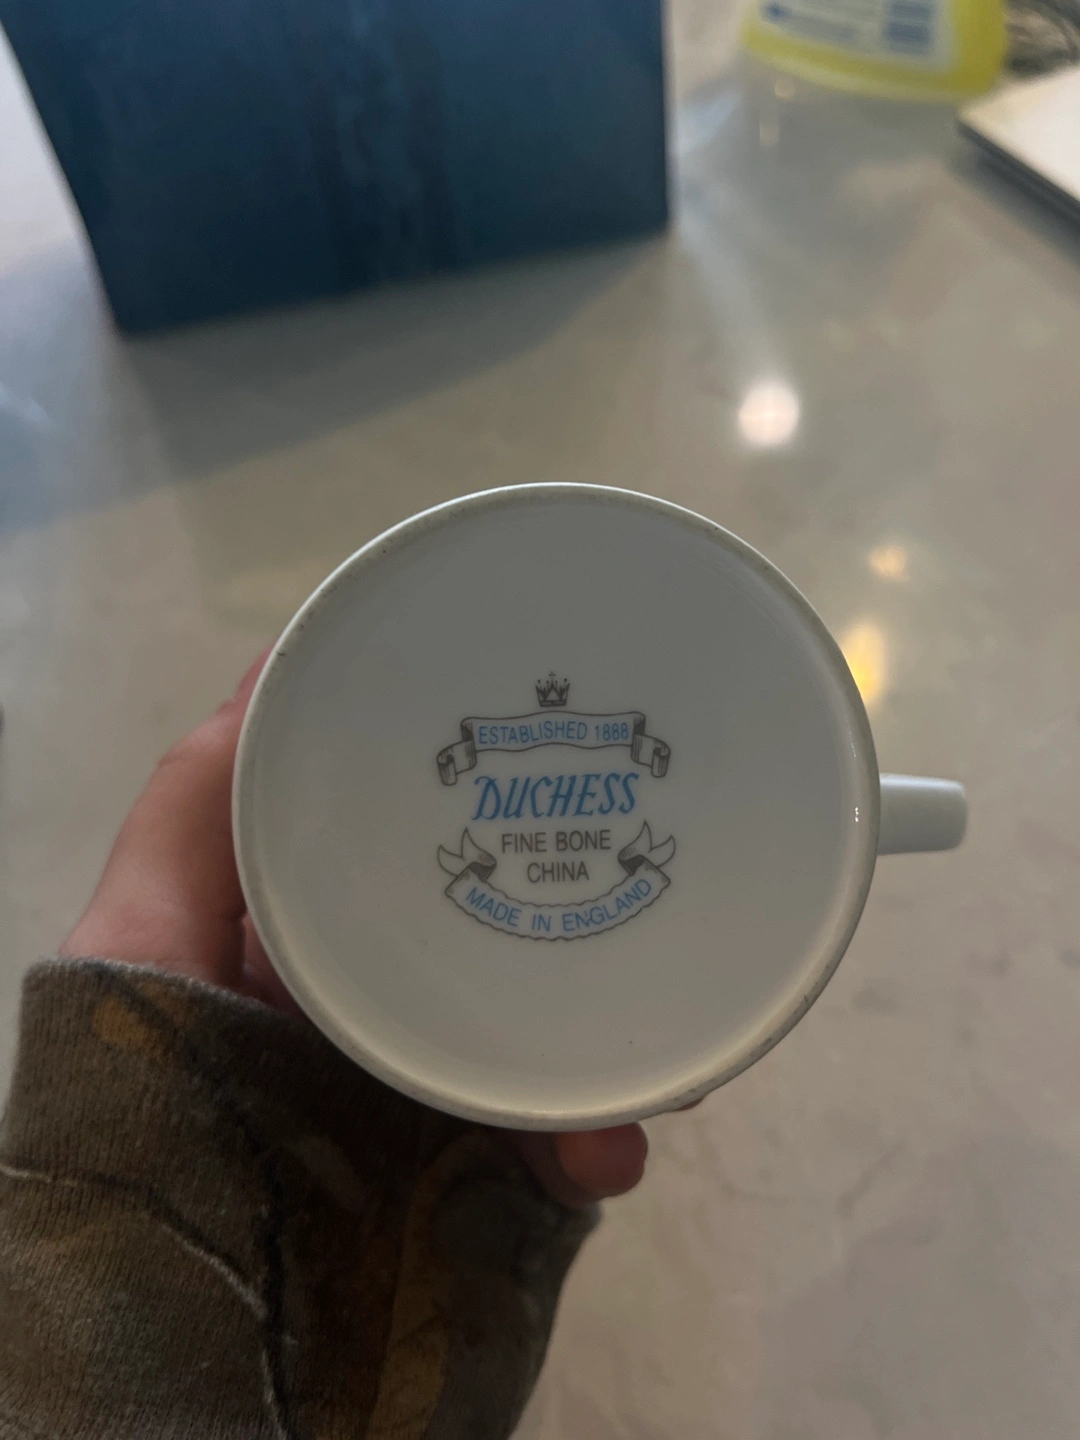 ESTABLISHED 1888
DUCHESS
FINE BONE
CHINA
MADE IN ENGLAND